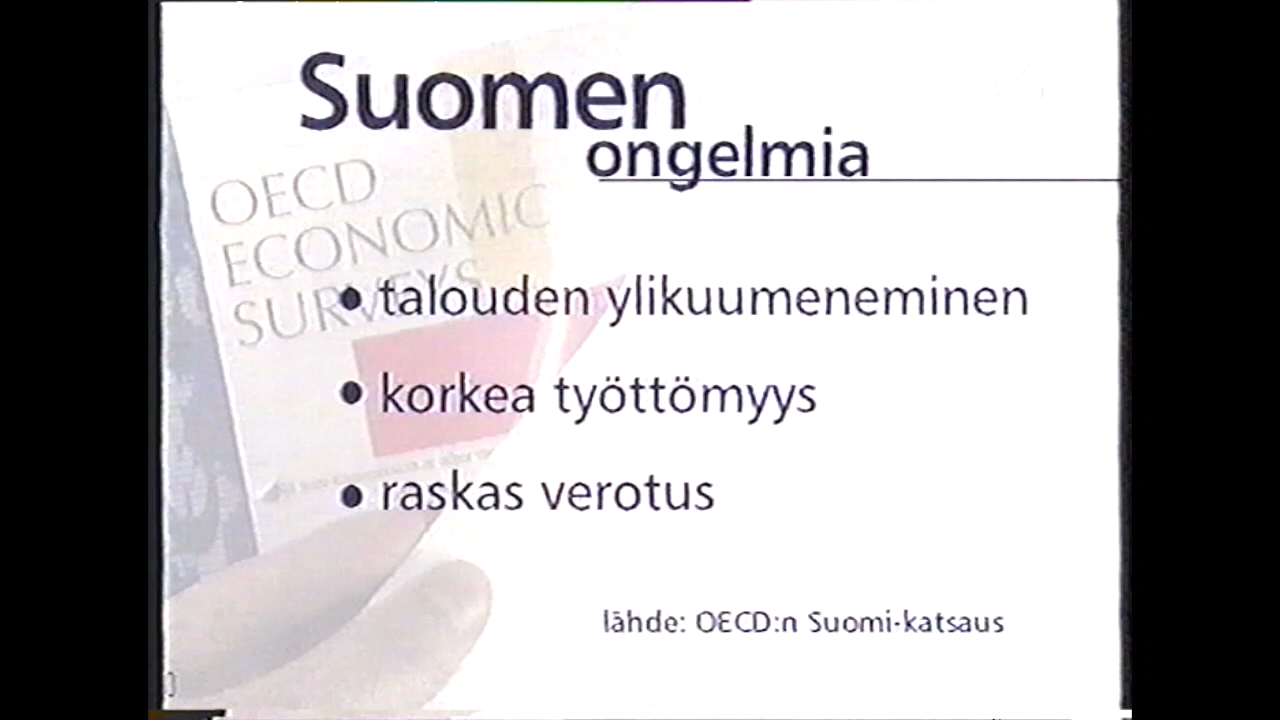 Suomen
ongelmia
OECD
ECONOMIC
SURVEYS
• talouden ylikuumeneminen
• korkea työttömyys
• raskas verotus
lähde: OECD:n Suomi-katsaus